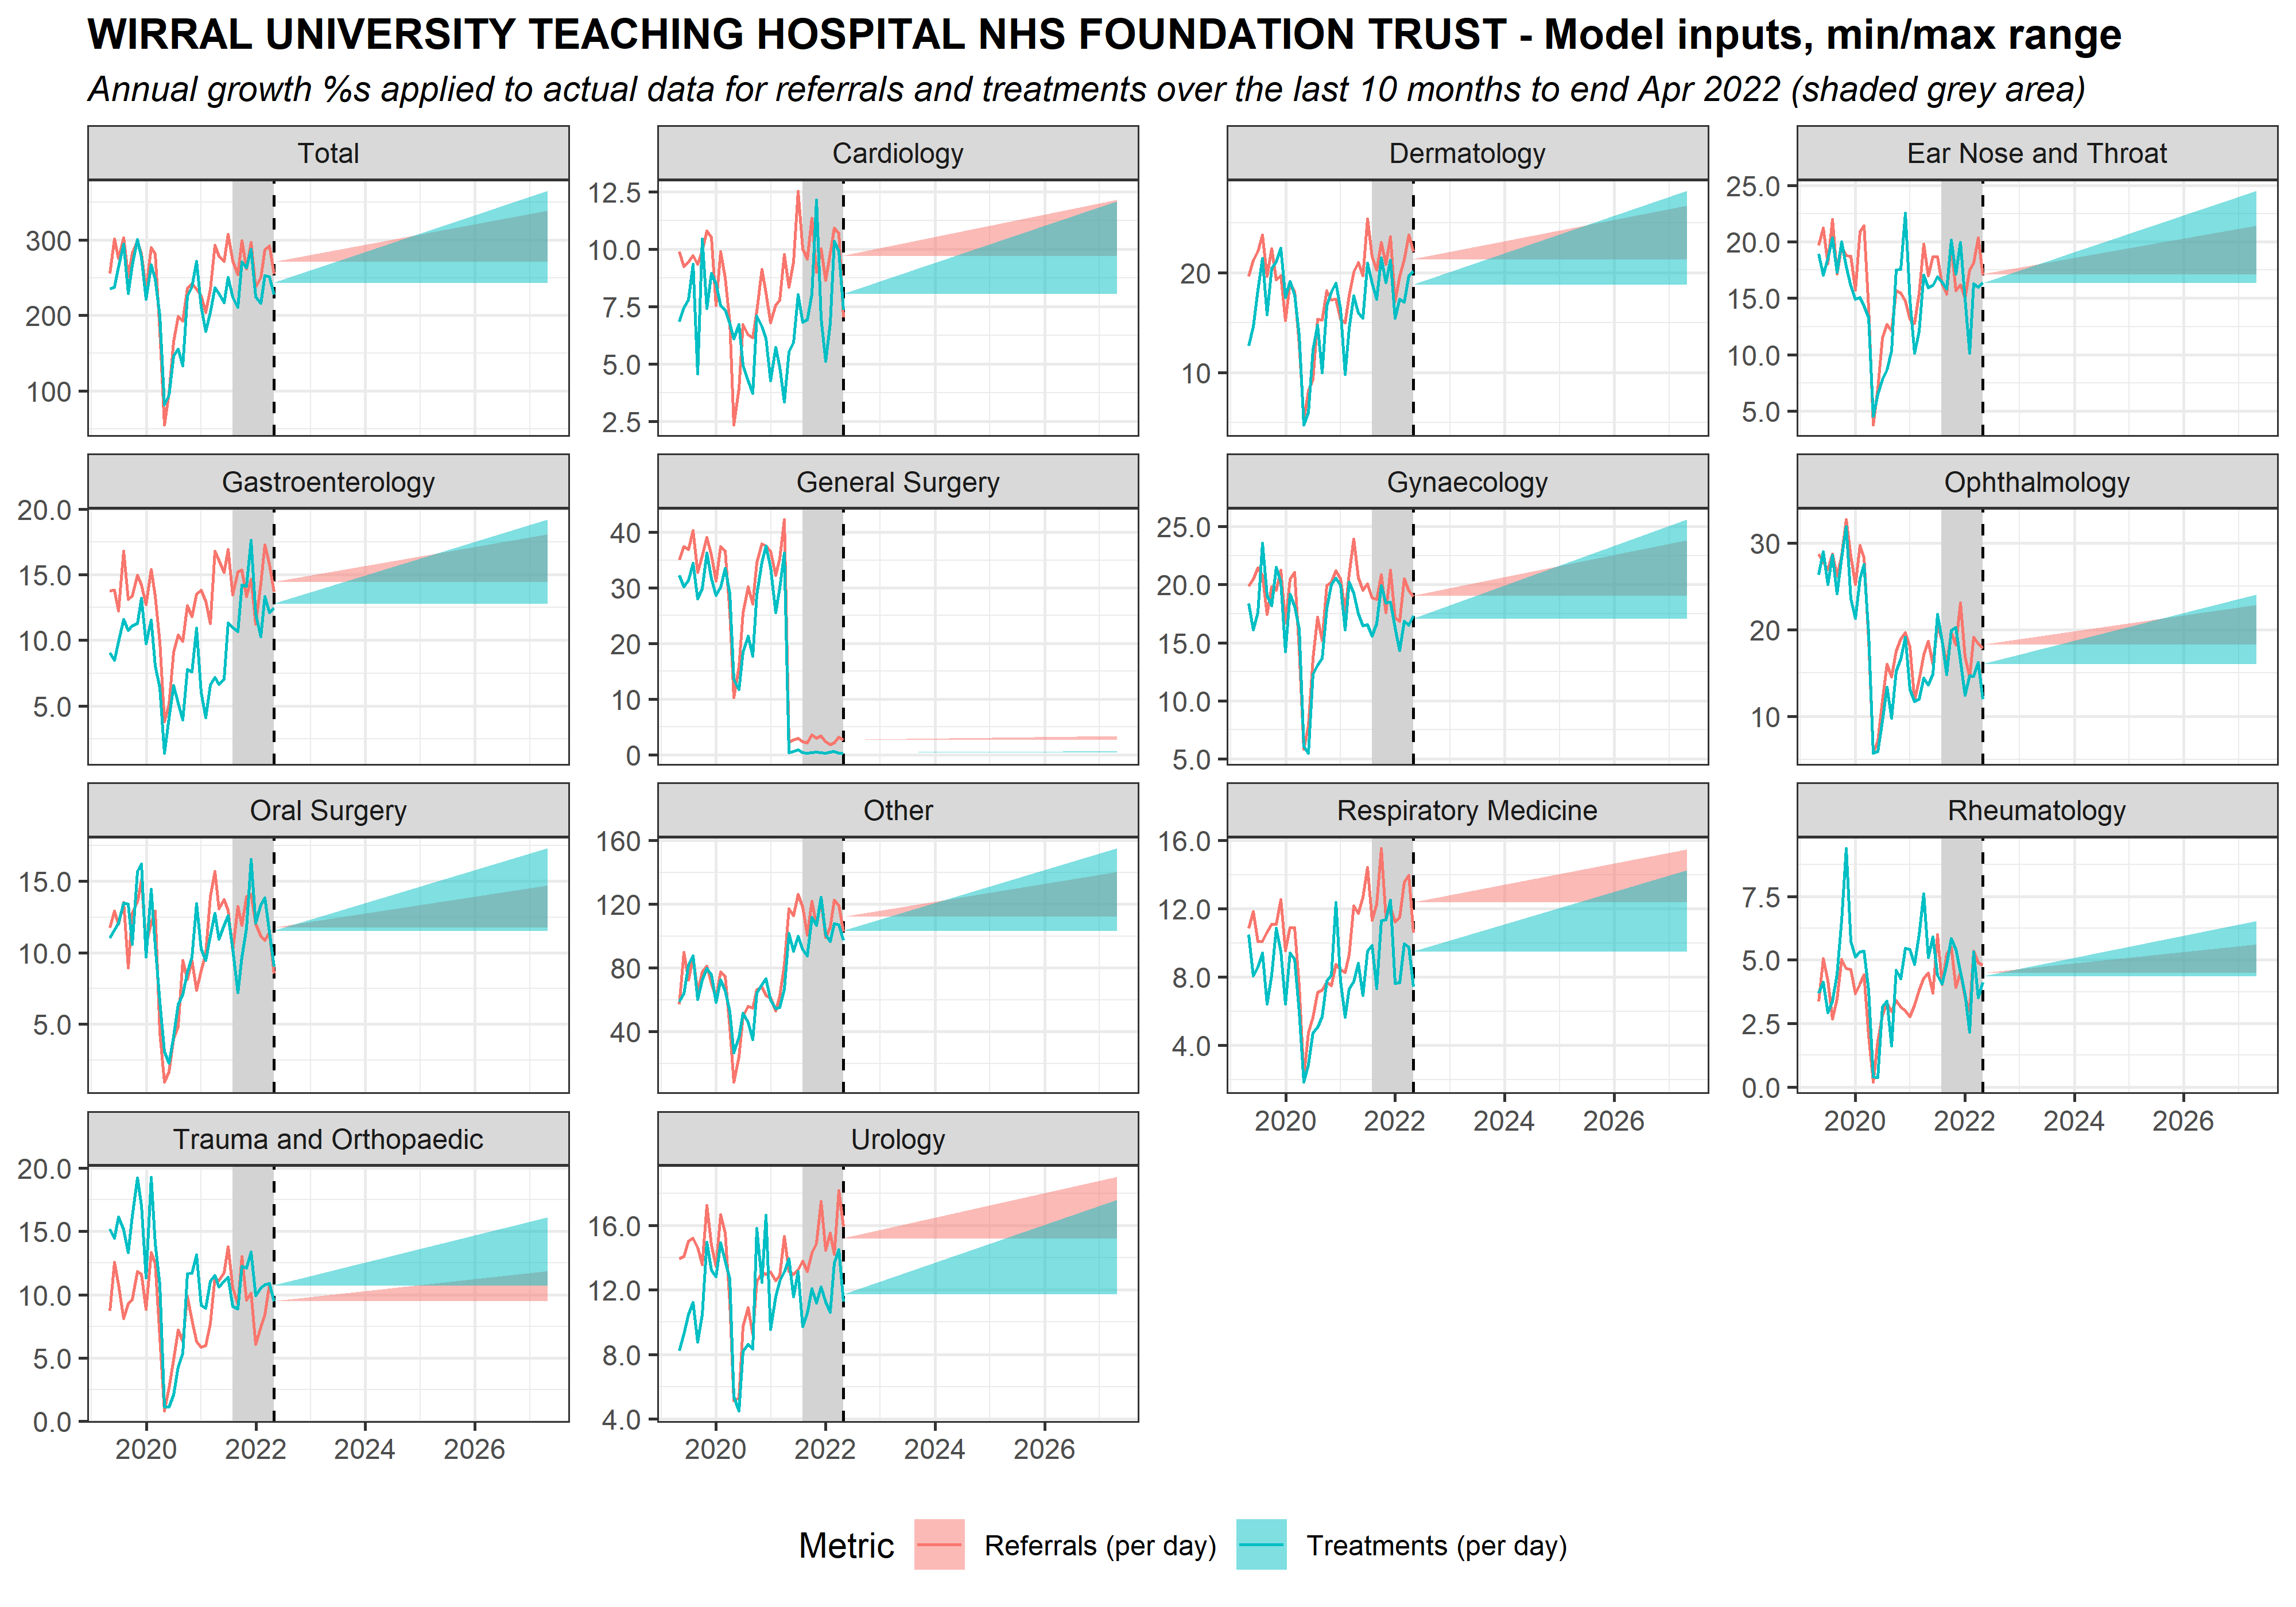 WIRRAL UNIVERSITY TEACHING HOSPITAL NHS FOUNDATION TRUST - Model inputs, min/max range
Annual growth %s applied to actual data for referrals and treatments over the last 10 months to end Apr 2022 (shaded grey area)
Total
300
200
100
Cardiology
12.5
10.0
7.5
5.0
2.5
Dermatology
20
10
Ear Nose and Throat
25.0
20.0
15.0
10.0
5.0
Gastroenterology
20.0
15.0
10.0
5.0
General Surgery
40
30
20
10
0
Gynaecology
25.0
20.0
15.0
10.0
5.0
Ophthalmology
30
20
10
Oral Surgery
15.0
10.0
5.0
Other
160
120
80
40
Respiratory Medicine
16.0
12.0
8.0
4.0
2020 2022 2024 2026
Rheumatology
7.5
5.0
2.5
0.0
2020 2022 2024 2026
Trauma and Orthopaedic
20.0
15.0
10.0
5.0
0.0
2020 2022 2024 2026
Urology
16.0
12.0
8.0
4.0
2020 2022 2024 2026
Metric Referrals (per day) Treatments (per day)